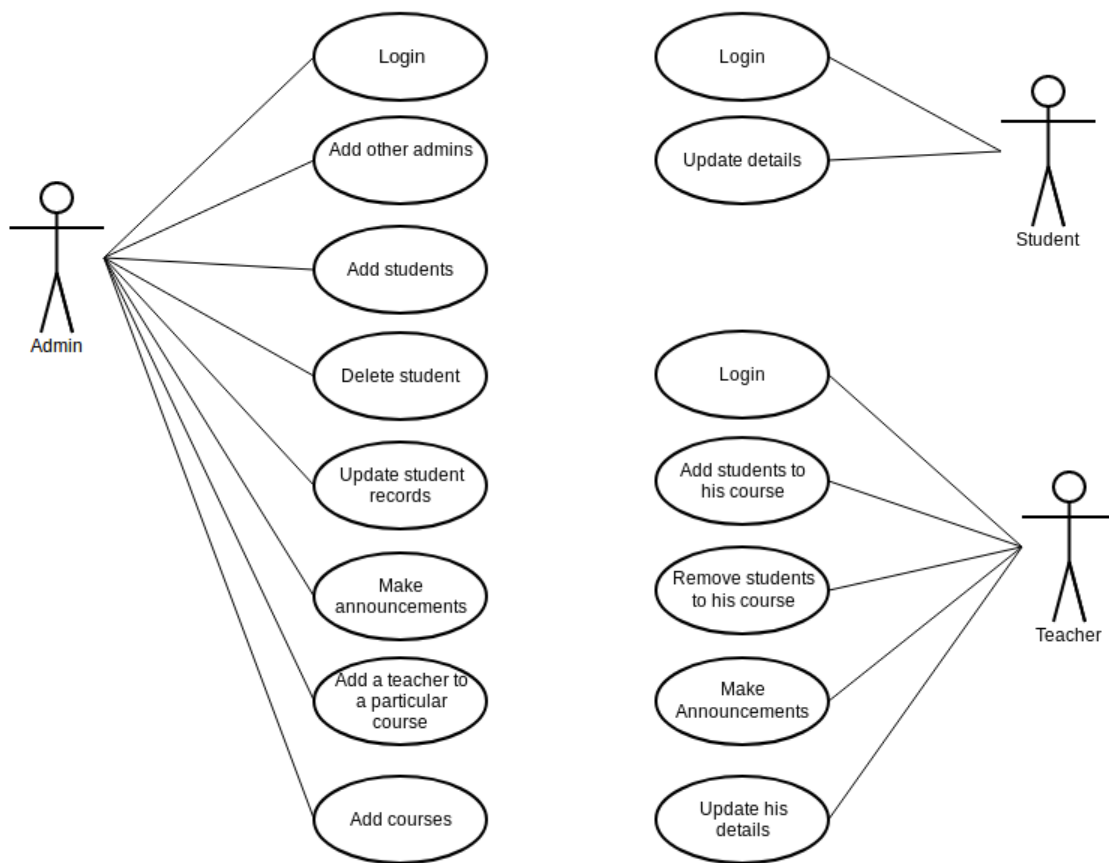 Login
Add other admins
Add students
Admin
Delete student
Update student
records
Make
announcements
Add a teacher to
a particular
course
Add courses
Login
Update details
Student
Login
Add students to
his course
Remove students
to his course
Teacher
Make
Announcements
Update his
details